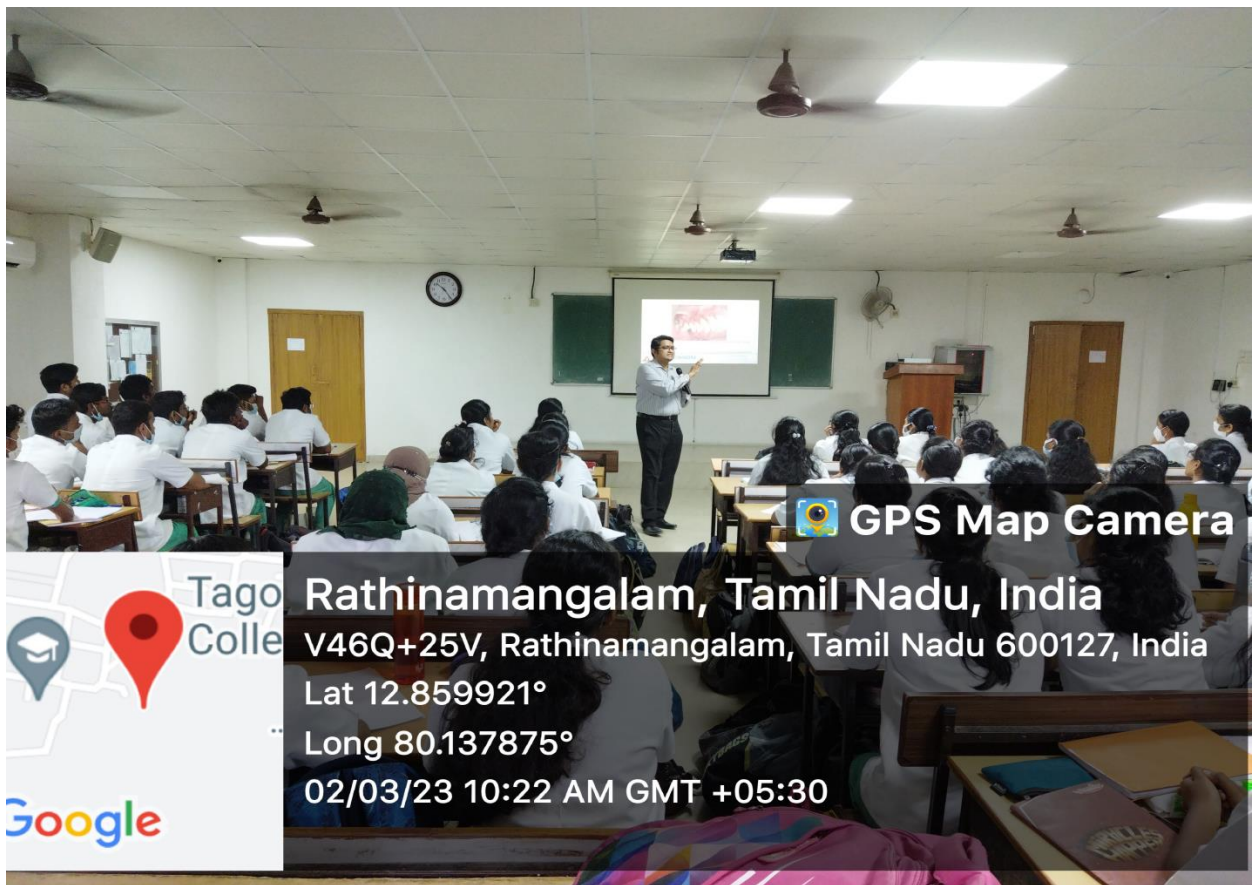 GPS Map Camera
Tago
Colle
Rathinamangalam, Tamil Nadu, India
V46Q+25V, Rathinamangalam, Tamil Nadu 600127, India
Lat 12.859921°
Long 80.137875°
02/03/23 10:22 AM GMT +05:30
Google